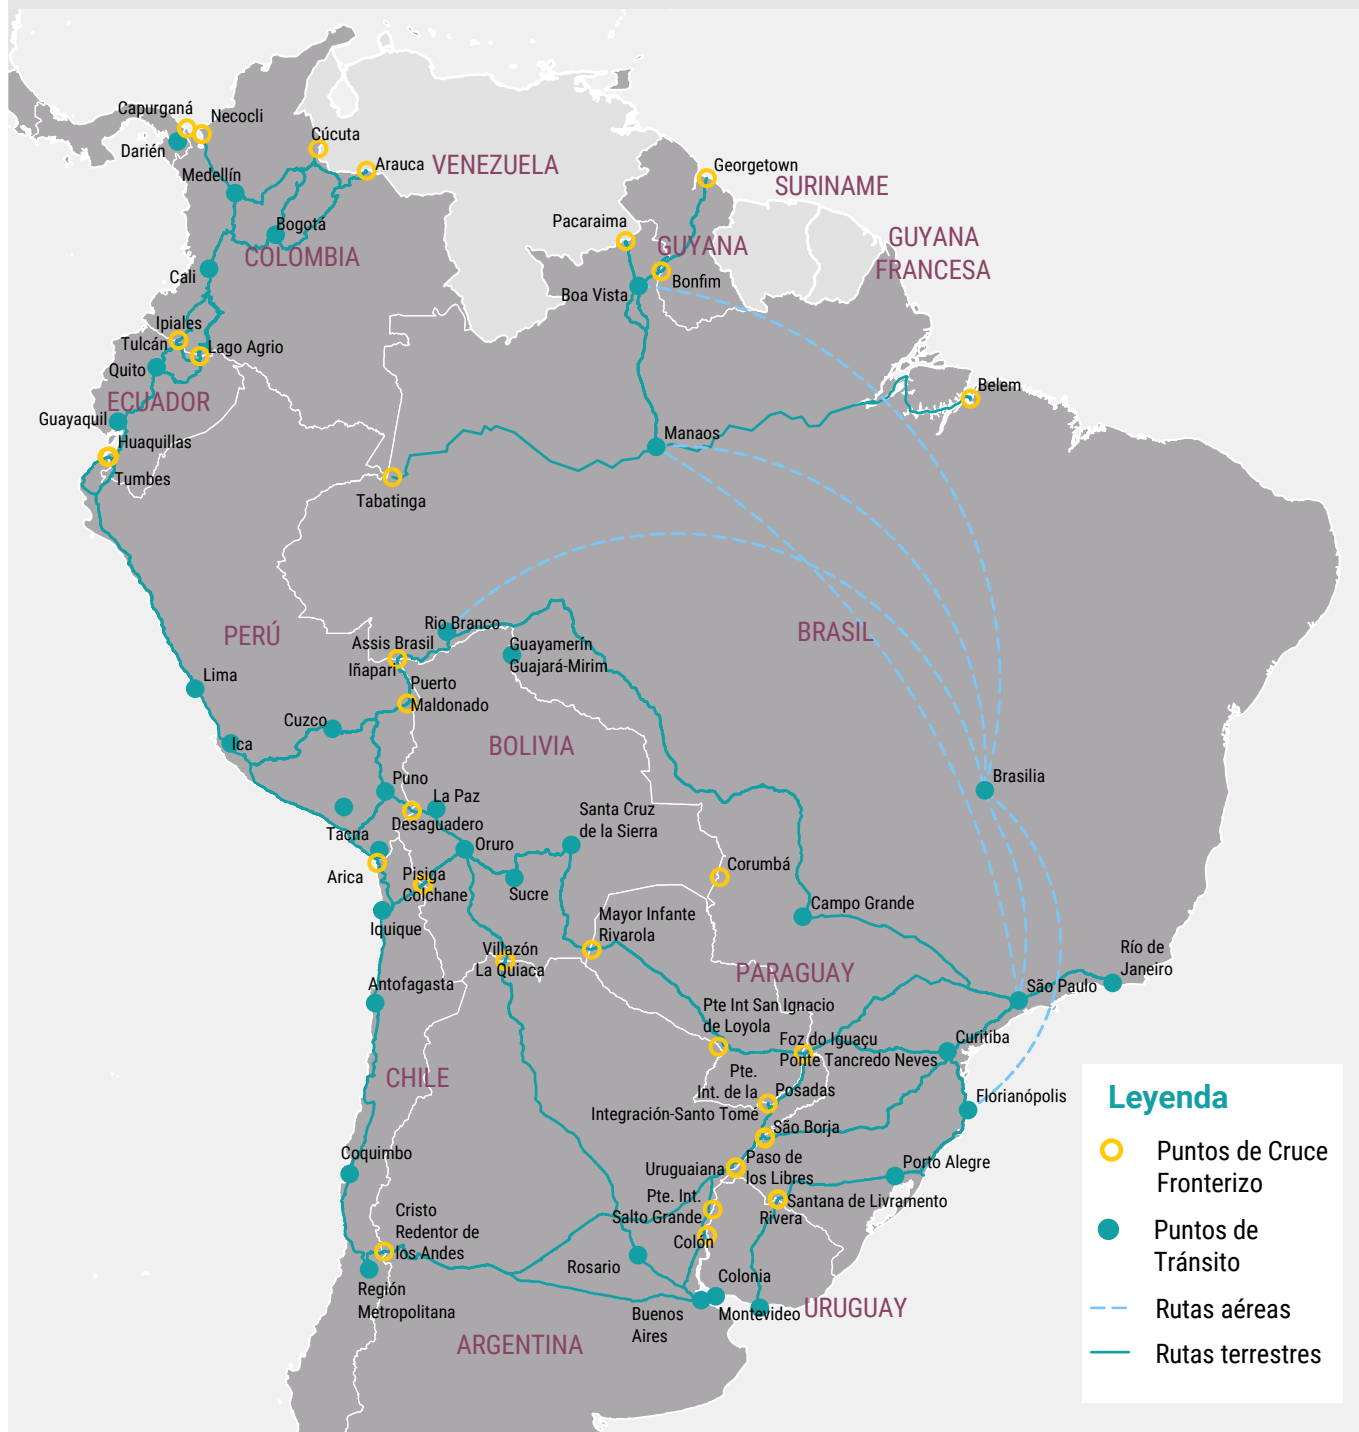 Capurganá
Necocli
Darién
Cúcuta
Arauca
VENEZUELA
Georgetown
SURINAME
Medellín
Bogotá
COLOMBIA
Pacaraima
GUYANA
GUYANA
FRANCESA
Cali
Bonfim
Boa Vista
Ipiales
Tulcán
Lago Agrio
Quito
ECUADOR
Belem
Guayaquil
Huaquillas
Tumbes
Manaos
Tabatinga
PERÚ
Rio Branco
Assis Brasil
Iñapari
Guayamerín
Guajará-Mirim
BRASIL
Lima
Puerto
Maldonado
Cuzco
Ica
BOLIVIA
Puno
La Paz
Desaguadero
Brasilia
Santa Cruz
de la Sierra
Tacna
Oruro
Arica
Pisiga
Colchane
Sucre
Corumbá
Iquique
Campo Grande
Mayor Infante
Rivarola
Villazón
La Quiaca
PARAGUAY
Río de
Janeiro
Antofagasta
São Paulo
Pte Int San Ignacio
de Loyola
Foz do Iguaçu
Ponte Tancredo Neves
Curitiba
CHILE
Pte.
Int. de la
Integración-Santo Tomé
Posadas
Florianópolis
São Borja
Coquimbo
Uruguaiana
Paso de
los Libres
Porto Alegre
Pte. Int.
Salto Grande
Santana de Livramento
Rivera
Cristo
Redentor de
los Andes
Colón
Rosario
Región
Metropolitana
Colonia
Buenos
Aires
Montevideo
URUGUAY
ARGENTINA
Leyenda
Puntos de Cruce
Fronterizo
Puntos de
Tránsito
Rutas aéreas
Rutas terrestres